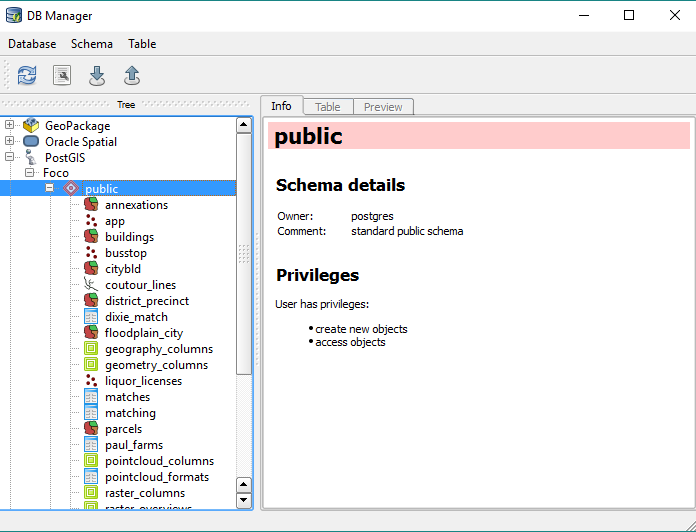 DB Manager
Database Schema Table
Tree
GeoPackage
Oracle Spatial
PostGIS
Foco
public
annexations
app
buildings
busstop
citybld
coutour_lines
district_precinct
dixie_match
floodplain_city
geography_columns
geometry_columns
liquor_licenses
matches
matching
parcels
paul_farms
pointcloud_columns
pointcloud_formats
raster_columns
raster_overviews
Info Table Preview
public
Schema details
Owner: postgres
Comment: standard public schema
Privileges
User has privileges:
• create new objects
• access objects